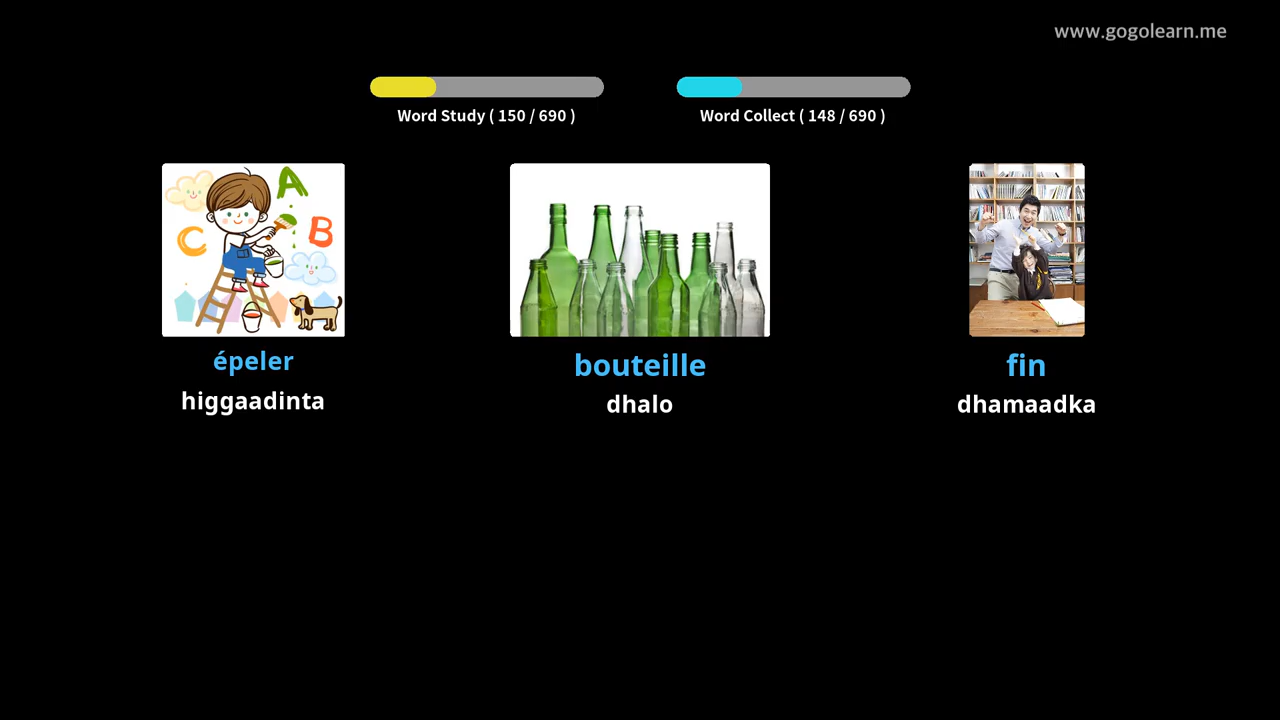 www.gogolearn.me
Word Study ( 150 / 690 )
Word Collect ( 148 / 690 )
A
B
C
épeler
bouteille
fin
higgaadinta
dhalo
dhamaadka